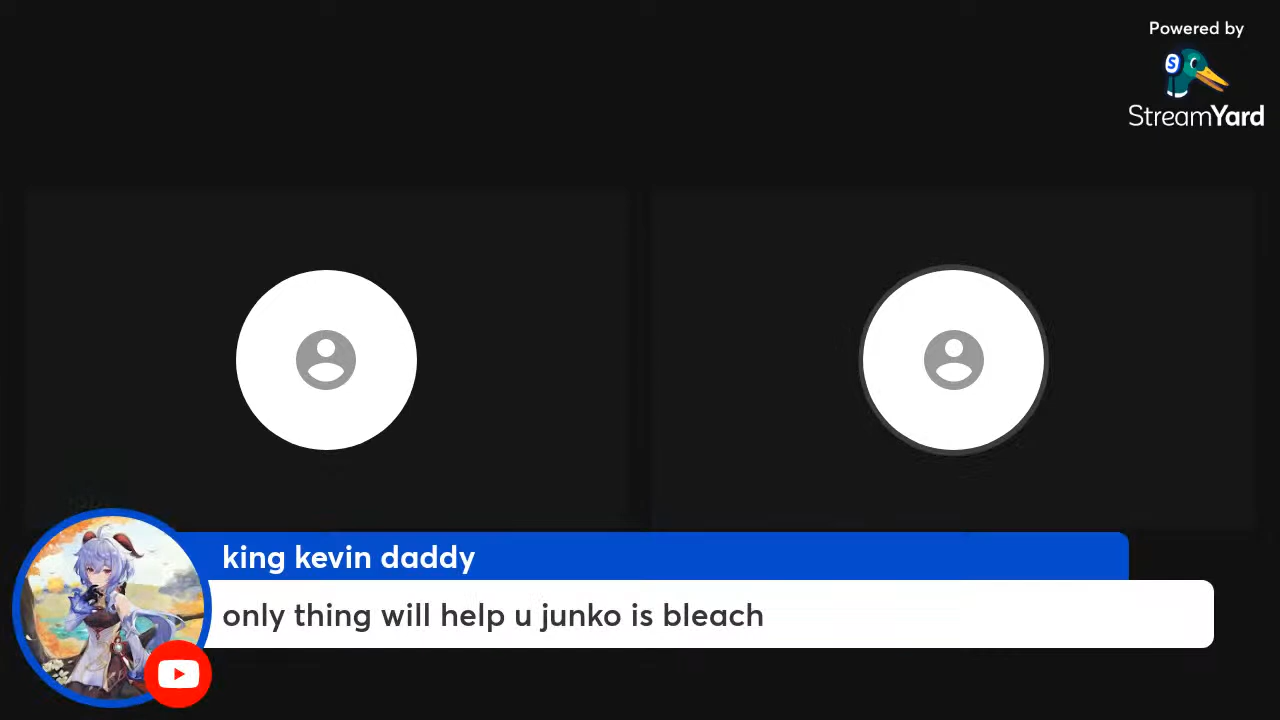 Powered by
S
StreamYard
king kevin daddy
only thing will help u junko is bleach